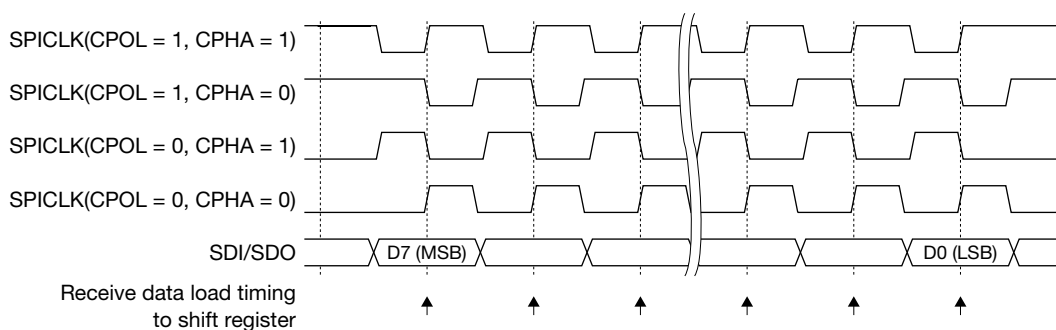 SPICLK(CPOL = 1, CPHA = 1)
SPICLK(CPOL = 1, CPHA = 0)
SPICLK(CPOL = 0, CPHA = 1)
SPICLK(CPOL = 0, CPHA = 0)
SDI/SDO D7 (MSB) D0 (LSB)
Receive data load timing
to shift register